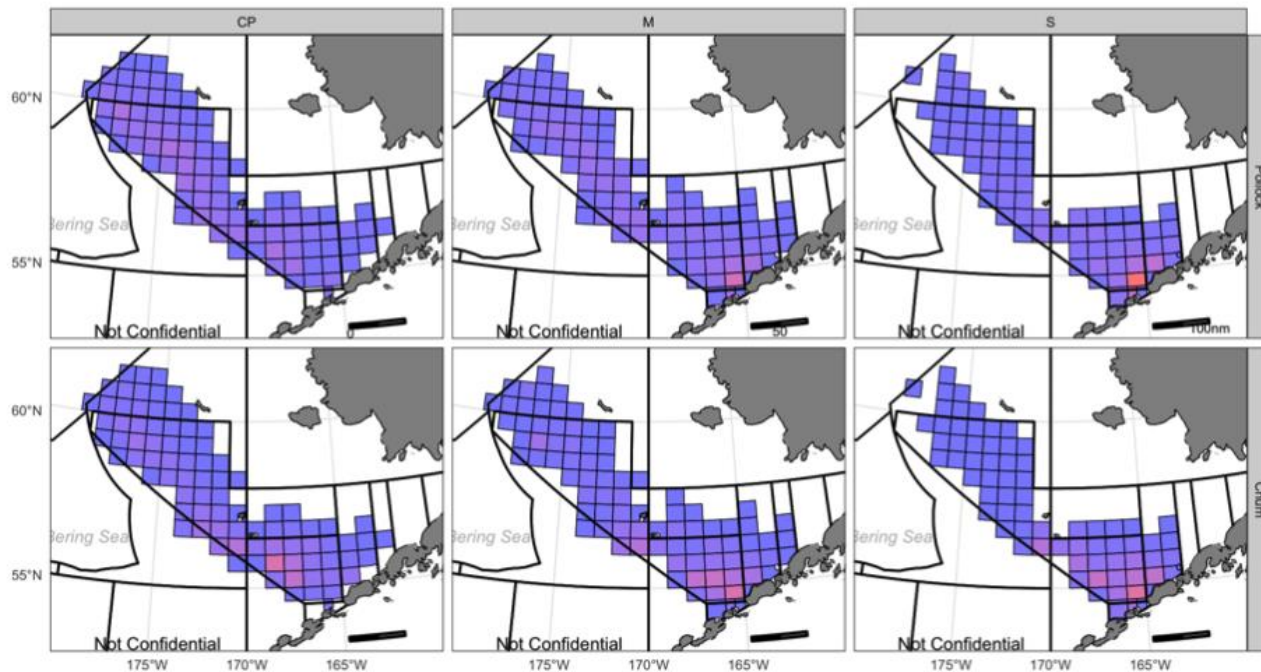 CP
M
S
60°N
55°N
Bering Sea
Not Confidential
0
Bering Sea
Not Confidential
50
Bering Sea
Not Confidential
100nm
Pollock
60°N
55°N
Bering Sea
Not Confidential
Bering Sea
Not Confidential
Bering Sea
Not Confidential
Chum
175°W
170°W
165°W
175°W
170°W
165°W
175°W
170°W
165°W